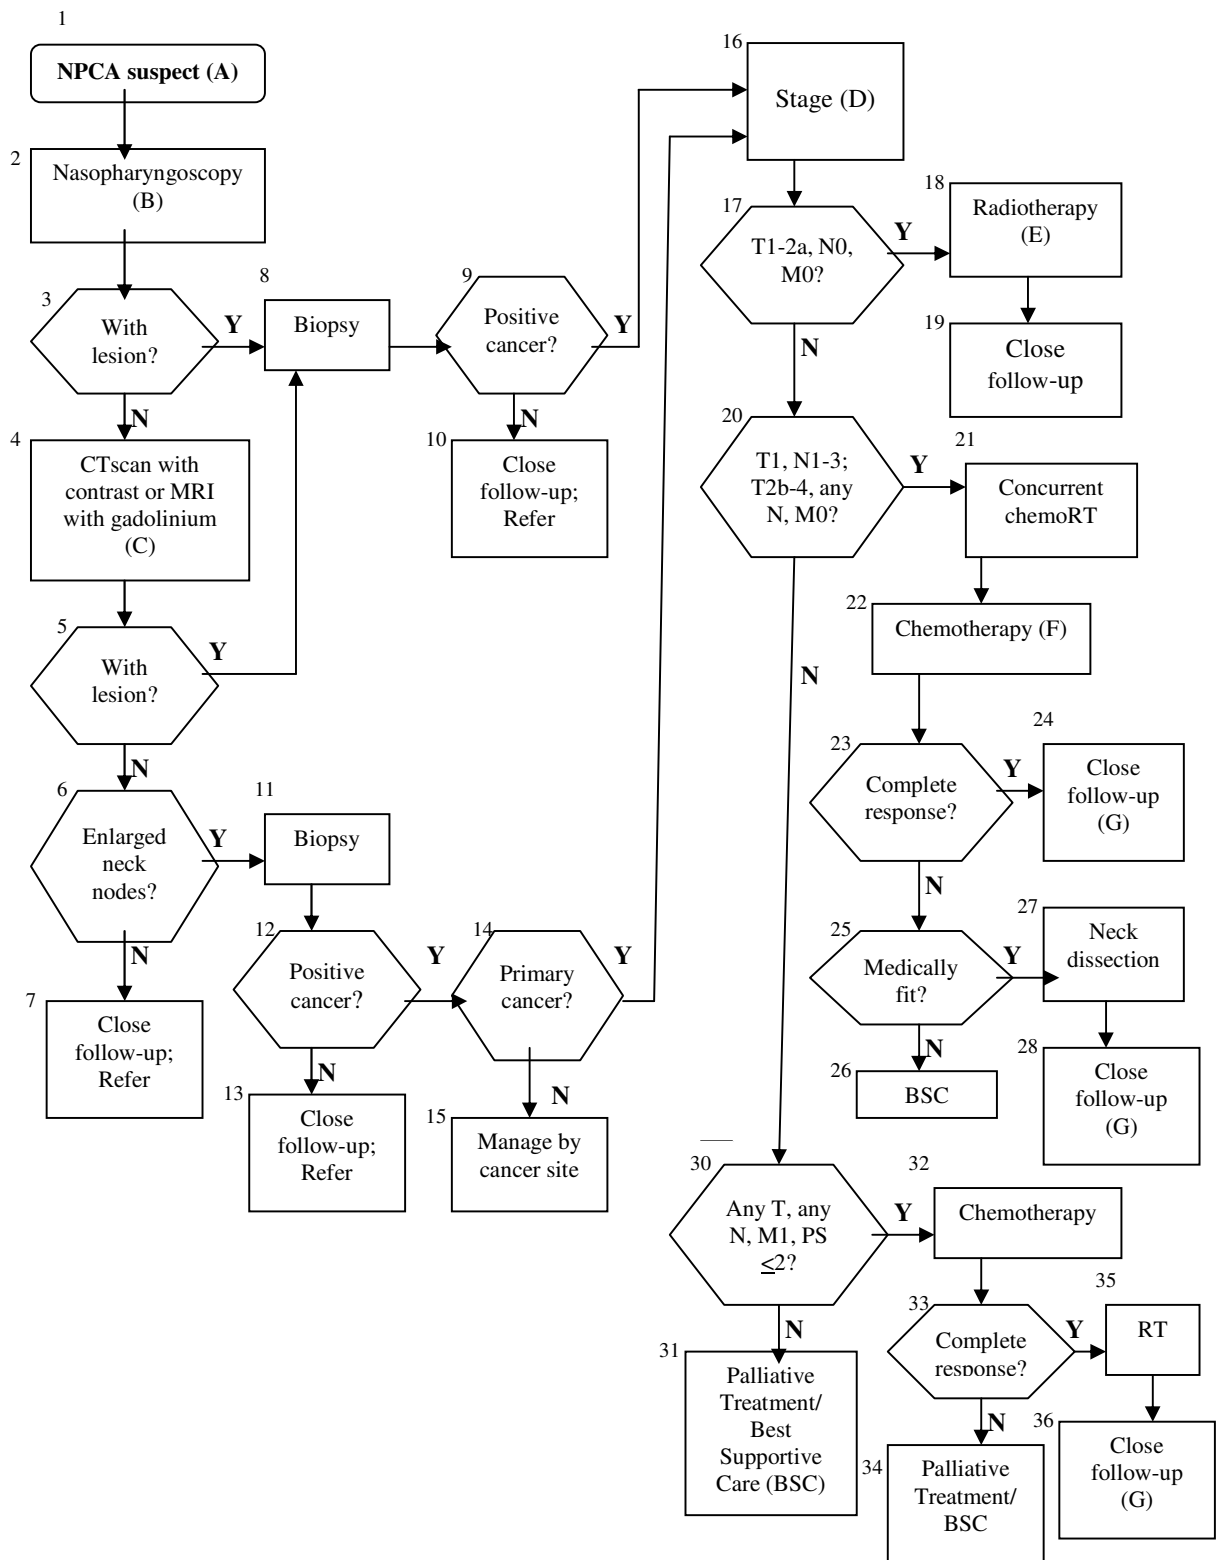 1
NPCA suspect (A)
2
Nasopharyngoscopy
(B)
3
With
lesion?
Y
N
4
CTscan with
contrast or MRI
with gadolinium
(C)
5
With
lesion?
Y
N
6
Enlarged
neck
nodes?
Y
N
7
Close
follow-up;
Refer
8
Biopsy
9
Positive
cancer?
Y
N
10
Close
follow-up;
Refer
11
Biopsy
12
Positive
cancer?
Y
N
13
Close
follow-up;
Refer
14
Primary
cancer?
Y
N
15
Manage by
cancer site
16
Stage (D)
17
T1-2a, N0,
M0?
Y
N
18
Radiotherapy
(E)
19
Close
follow-up
20
T1, N1-3;
T2b-4, any
N, M0?
Y
N
21
Concurrent
chemoRT
22
Chemotherapy (F)
23
Complete
response?
Y
N
24
Close
follow-up
(G)
25
Medically
fit?
Y
N
26
BSC
27
Neck
dissection
28
Close
follow-up
(G)
30
Any T, any
N, M1, PS
≤2?
Y
N
31
Palliative
Treatment/
Best
Supportive
Care (BSC)
32
Chemotherapy
33
Complete
response?
Y
N
34
Palliative
Treatment/
BSC
35
RT
36
Close
follow-up
(G)